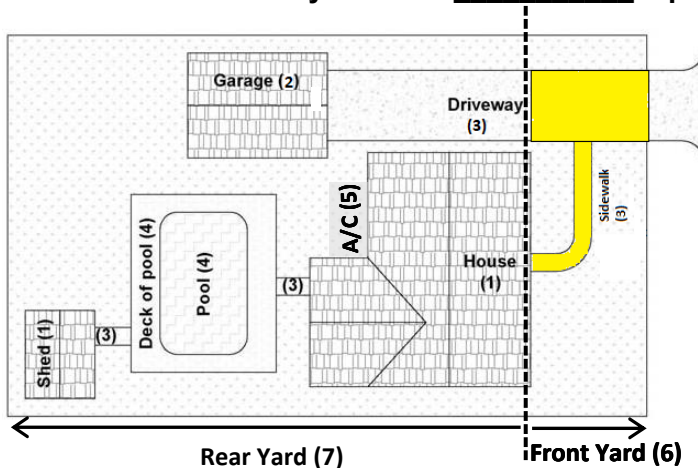 Garage (2)
Driveway
(3)
Sidewalk
(3)
A/C (5)
House
(1)
Deck of pool (4)
Pool (4)
(3)
Shed (1)
(3)
Rear Yard (7)
Front Yard (6)